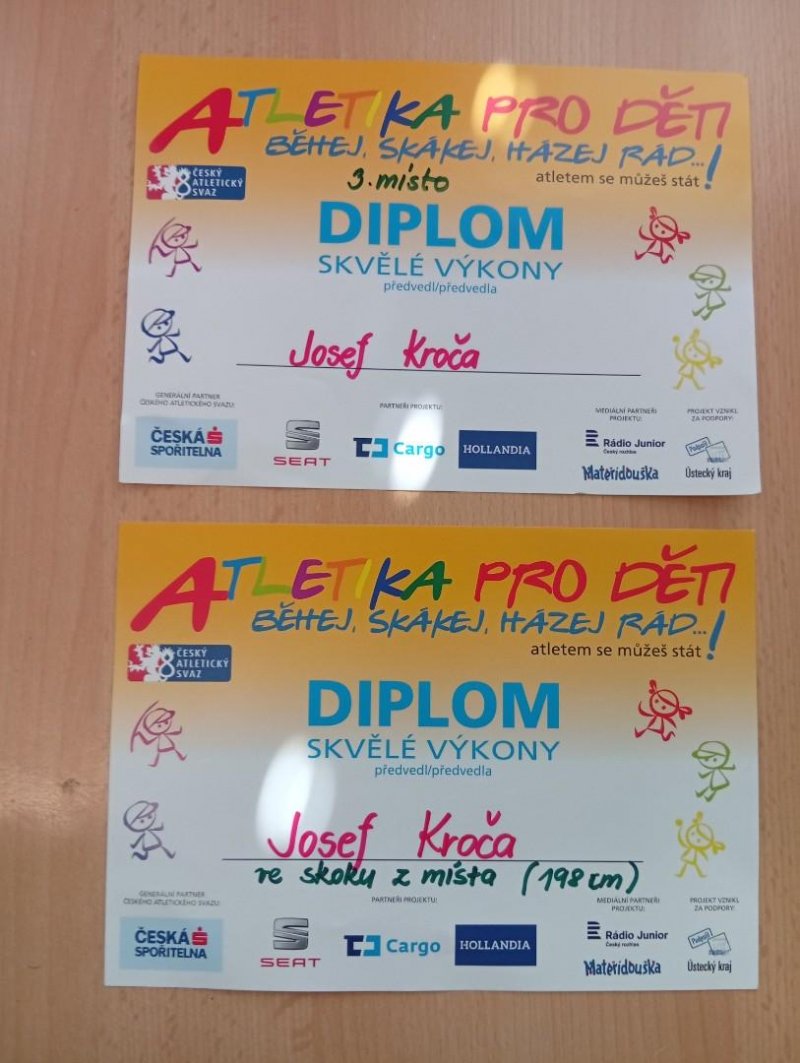 ATLETIKA PRO DĚTI
BĚHEJ, SKÁKEJ, HÁZEJ RÁD...!
ČESKÝ
ATLETICKÝ
SVAZ
3. místo
atletem se můžeš stát
DIPLOM
SKVĚLÉ VÝKONY
předvedl/předvedla
Josef Kroča
GENERÁLNÍ PARTNER
ČESKÉHO ATLETICKÉHO SVAZU:
PARTNEŘI PROJEKTU:
MEDIÁLNÍ PARTNEŘI
PROJEKTU:
PROJEKT VZNIKL
ZA PODPORY:
ČESKÁ
SPOŘITELNA
SEAT
Cargo
HOLLANDIA
Rádio Junior
Český rozhlas
Mateřídouška
Ústecký kraj
ATLETIKA PRO DĚTI
BĚHEJ, SKÁKEJ, HÁZEJ RÁD...!
ČESKÝ
ATLETICKÝ
SVAZ
atletem se můžeš stát
DIPLOM
SKVĚLÉ VÝKONY
předvedl/předvedla
Josef Kroča
ve skoku z místa (198 cm)
GENERÁLNÍ PARTNER
ČESKÉHO ATLETICKÉHO SVAZU:
PARTNEŘI PROJEKTU:
MEDIÁLNÍ PARTNEŘI
PROJEKTU:
PROJEKT VZNIKL
ZA PODPORY:
ČESKÁ
SPOŘITELNA
SEAT
Cargo
HOLLANDIA
Rádio Junior
Český rozhlas
Mateřídouška
Ústecký kraj